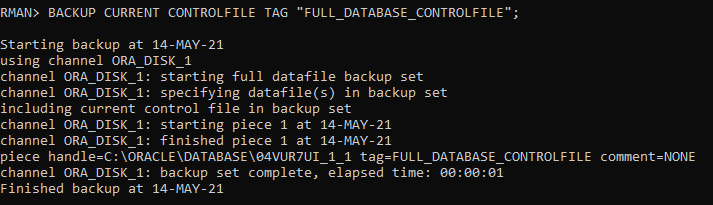 RMAN> BACKUP CURRENT CONTROLFILE TAG "FULL_DATABASE_CONTROLFILE";
Starting backup at 14-MAY-21
using channel ORA_DISK_1
channel ORA_DISK_1: starting full datafile backup set
channel ORA_DISK_1: specifying datafile(s) in backup set
including current control file in backup set
channel ORA_DISK_1: starting piece 1 at 14-MAY-21
channel ORA_DISK_1: finished piece 1 at 14-MAY-21
piece handle=C:\ORACLE\DATABASE\04VUR7UI_1_1 tag=FULL_DATABASE_CONTROLFILE comment=NONE
channel ORA_DISK_1: backup set complete, elapsed time: 00:00:01
Finished backup at 14-MAY-21